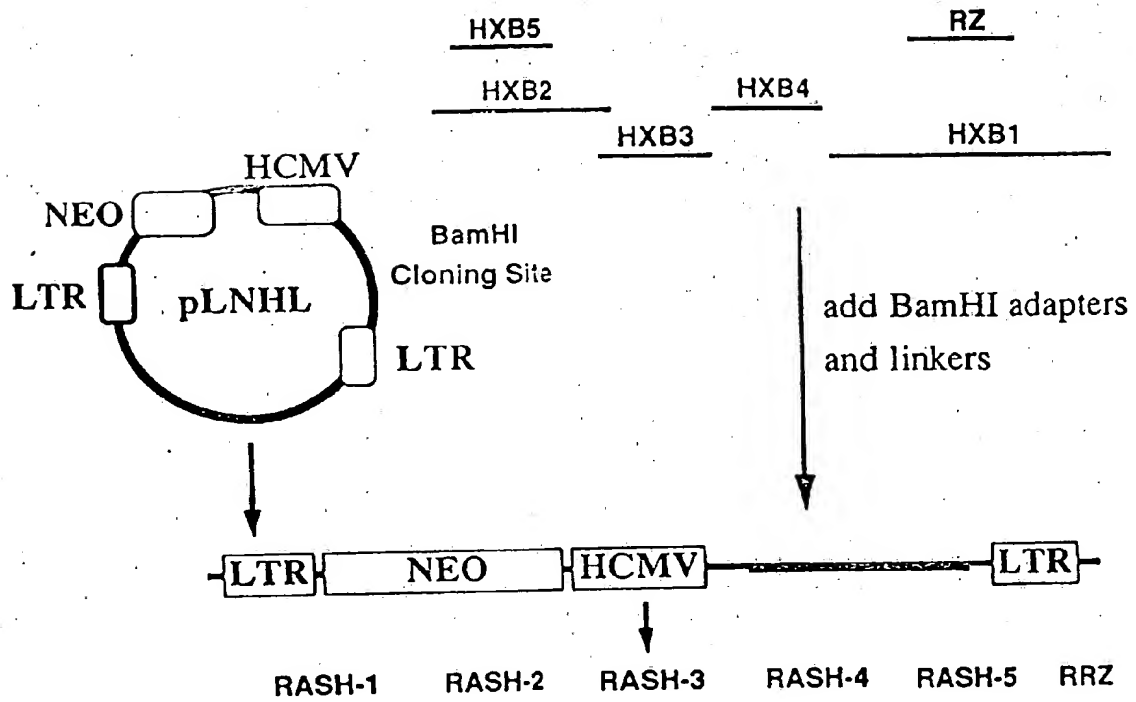 HXB5
RZ
HXB2
HXB4
HXB3
HXB1
HCMV
NEO
BamHI
Cloning Site
LTR
pLNHL
LTR
add BamHI adapters
and linkers
LTR
NEO
HCMV
LTR
RASH-1
RASH-2
RASH-3
RASH-4
RASH-5
RRZ